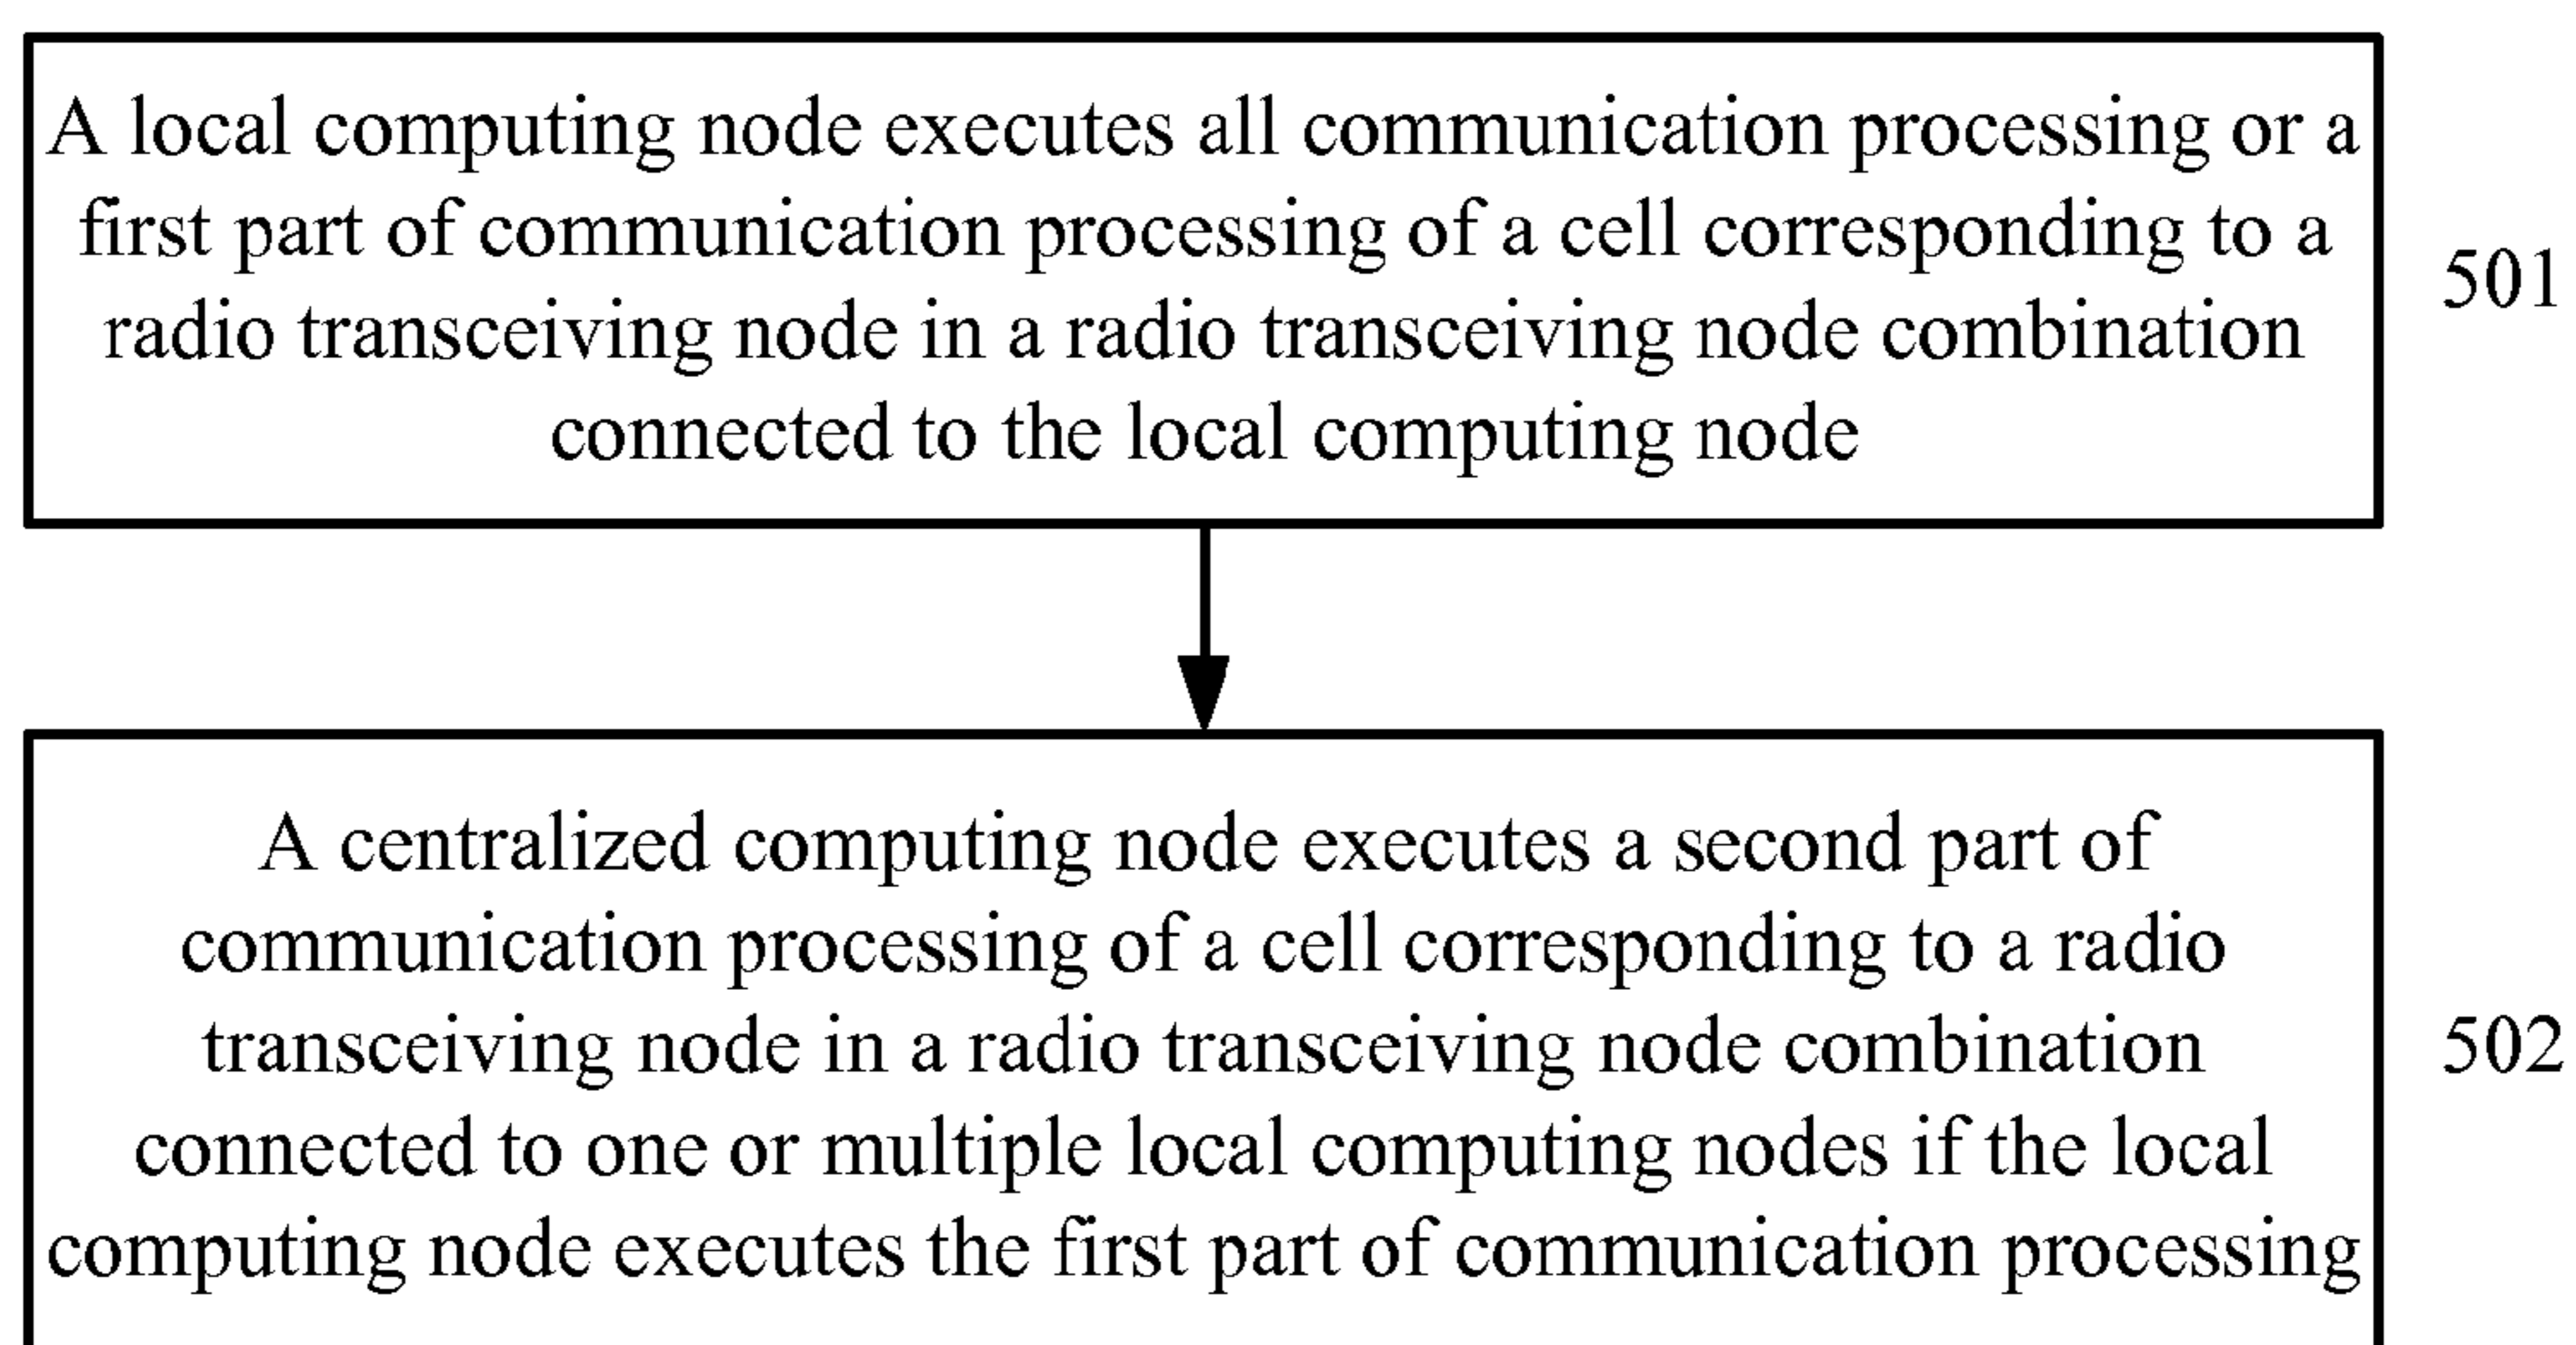 A local computing node executes all communication processing or a
first part of communication processing of a cell corresponding to a
radio transceiving node in a radio transceiving node combination
connected to the local computing node
501
A centralized computing node executes a second part of
communication processing of a cell corresponding to a radio
transceiving node in a radio transceiving node combination
connected to one or multiple local computing nodes if the local
computing node executes the first part of communication processing
502